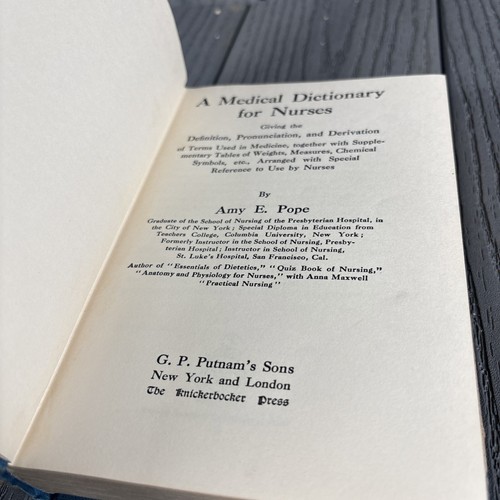 A Medical Dictionary
for Nurses
Giving the
Definition, Pronunciation, and Derivation
of Terms Used in Medicine, together with Supple-
mentary Tables of Weights, Measures, Chemical
Symbols, etc., Arranged with Special
Reference to Use by Nurses
By
Amy E. Pope
Graduate of the School of Nursing of the Presbyterian Hospital, in
the City of New York; Special Diploma in Education from
Teachers College, Columbia University, New York;
Formerly Instructor in the School of Nursing, Presby-
terian Hospital; Instructor in School of Nursing,
St. Luke's Hospital, San Francisco, Cal.
Author of "Essentials of Dietetics," "Quiz Book of Nursing,"
"Anatomy and Physiology for Nurses," with Anna Maxwell
"Practical Nursing"
G. P. Putnam's Sons
New York and London
The Knickerbocker Press